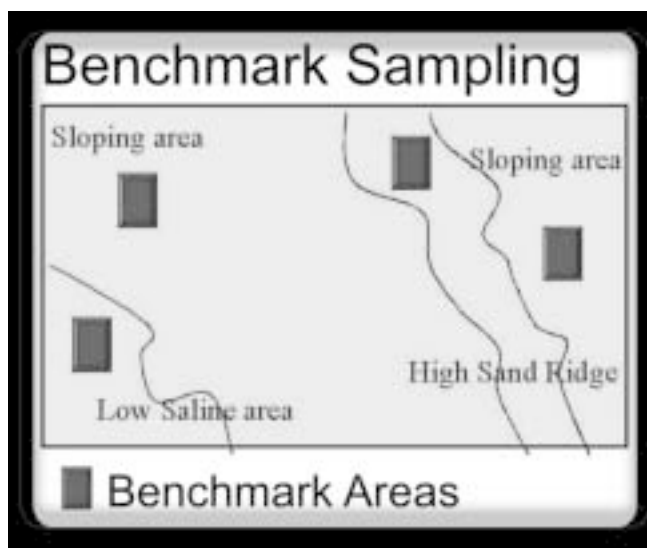 Benchmark Sampling
Sloping area
Sloping area
High Sand Ridge
Low Saline area
Benchmark Areas